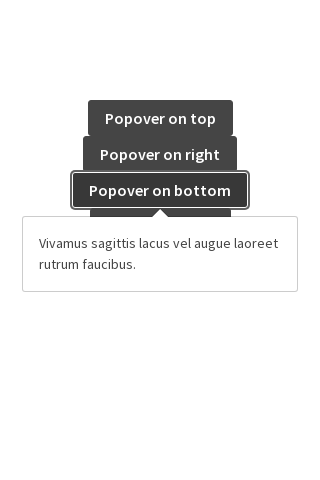 Popover on top
Popover on right
Popover on bottom
Vivamus sagittis lacus vel augue laoreet
rutrum faucibus.